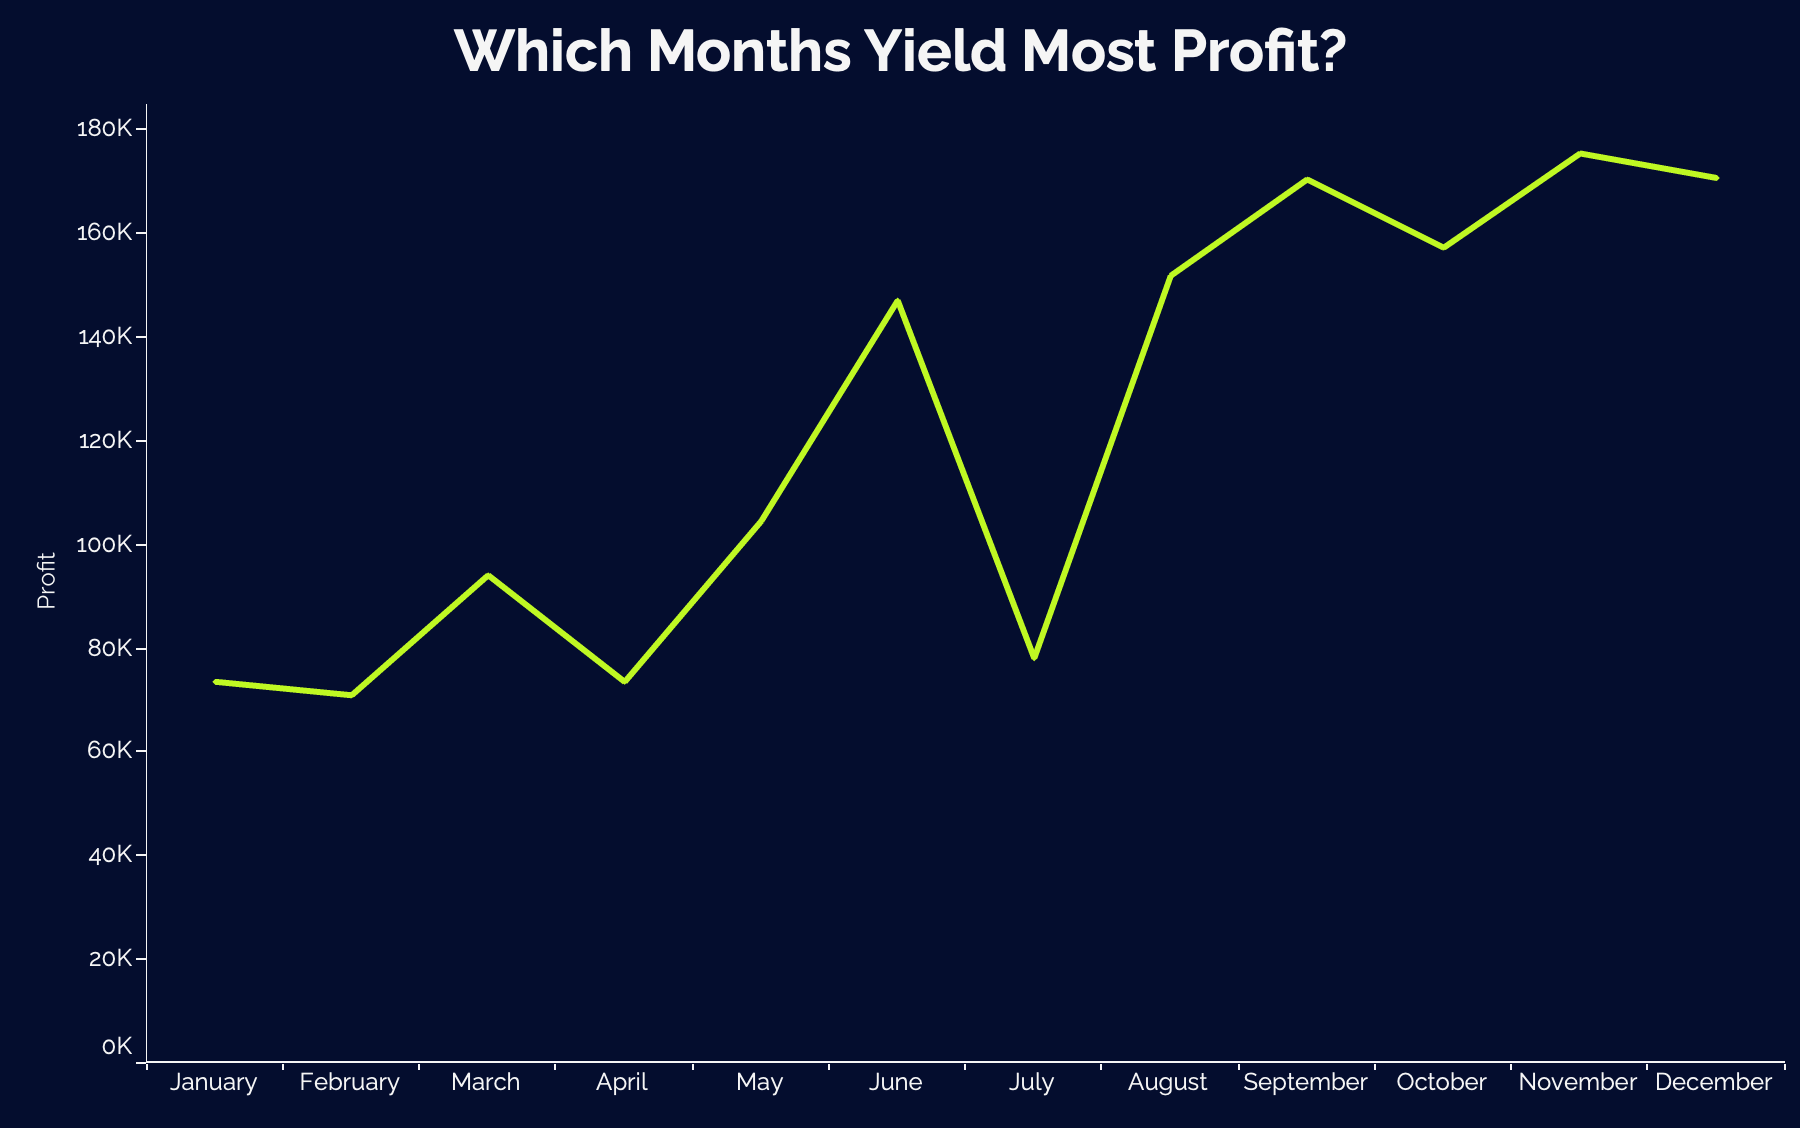 Which Months Yield Most Profit?
180K
160K
140K
120K
100K
Profit
80K
60K
40K
20K
0K
January February March April May June July August September October November December